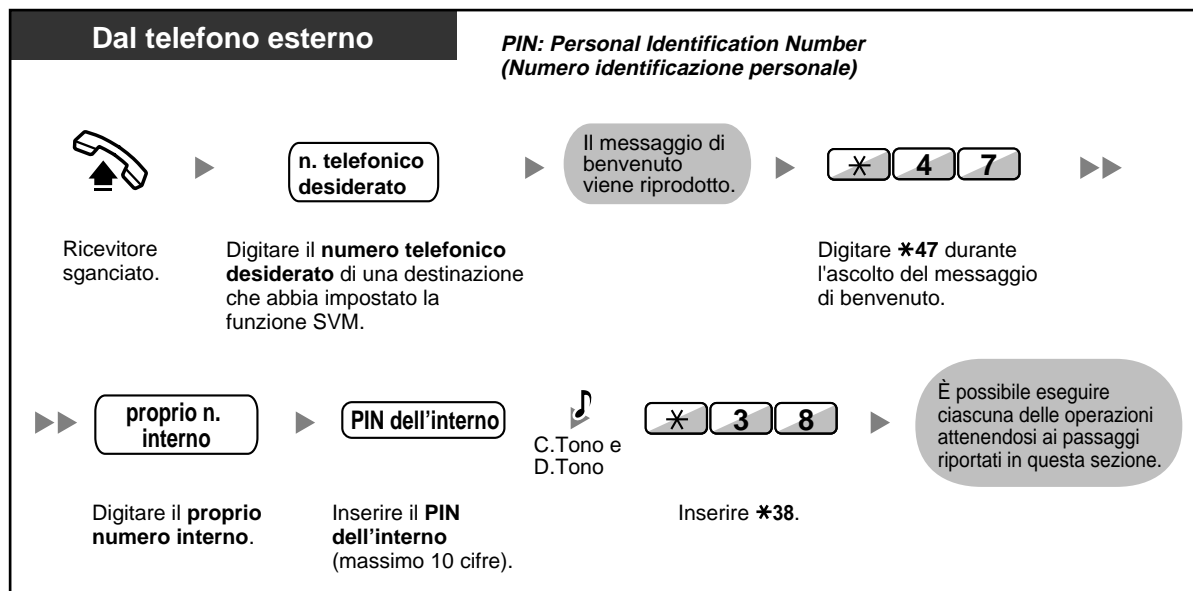 Dal telefono esterno
PIN: Personal Identification Number
(Numero identificazione personale)
n. telefonico
desiderato
Il messaggio di
benvenuto
viene riprodotto.
* 4 7
Ricevitore
sganciato.
Digitare il numero telefonico
desiderato di una destinazione
che abbia impostato la
funzione SVM.
Digitare *47 durante
l'ascolto del messaggio
di benvenuto.
proprio n.
interno
PIN dell'interno
C.Tono e
D.Tono
* 3 8
È possibile eseguire
ciascuna delle operazioni
attenendosi ai passaggi
riportati in questa sezione.
Digitare il proprio
numero interno.
Inserire il PIN
dell'interno
(massimo 10 cifre).
Inserire *38.